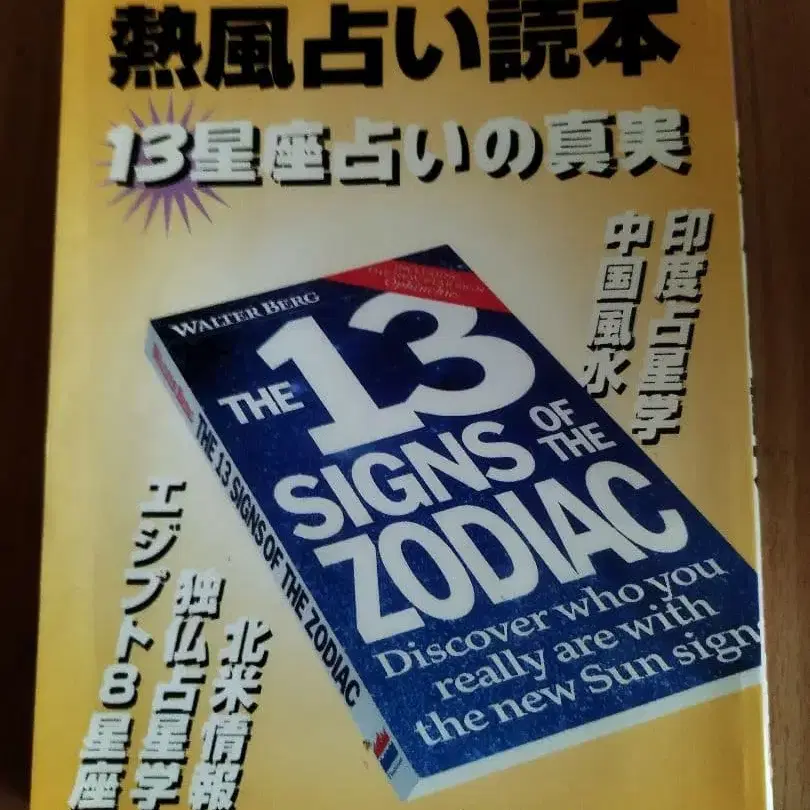 熱風占い読本
13星座占いの真実
印度占星学
中国風水
WALTER BERG
INCLUDING
Ophiuchus
THE 13
SIGNS OF THE
ZODIAC
Discover who you
really are with
the new Sun sign
THE 13 SIGNS OF THE ZODIAC
北米情報
独仏占星学
エジプト8星座